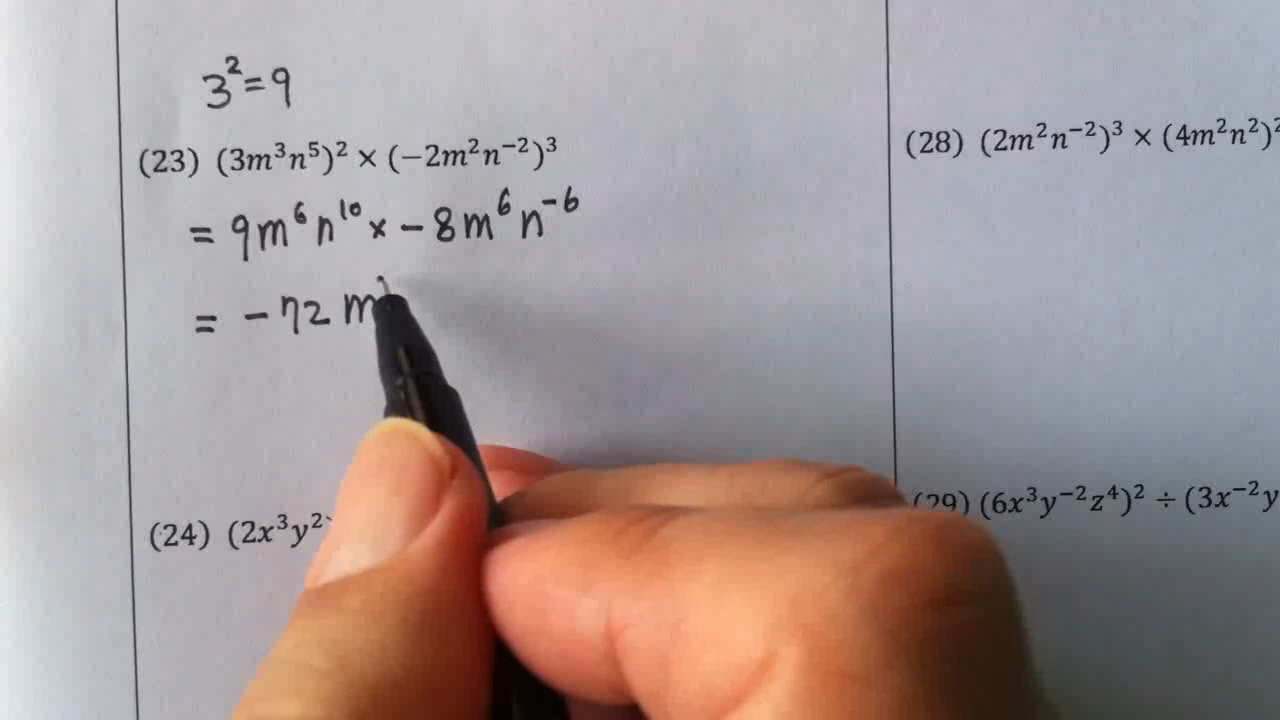 3² = 9
(23) (3m³n⁵)² × (−2m²n⁻²)³
= 9m⁶n¹⁰ × −8m⁶n⁻⁶
= −72m
(24) (2x³y²
(28) (2m²n⁻²)³ × (4m²n²)²
(29) (6x³y⁻²z⁴)² ÷ (3x⁻²y